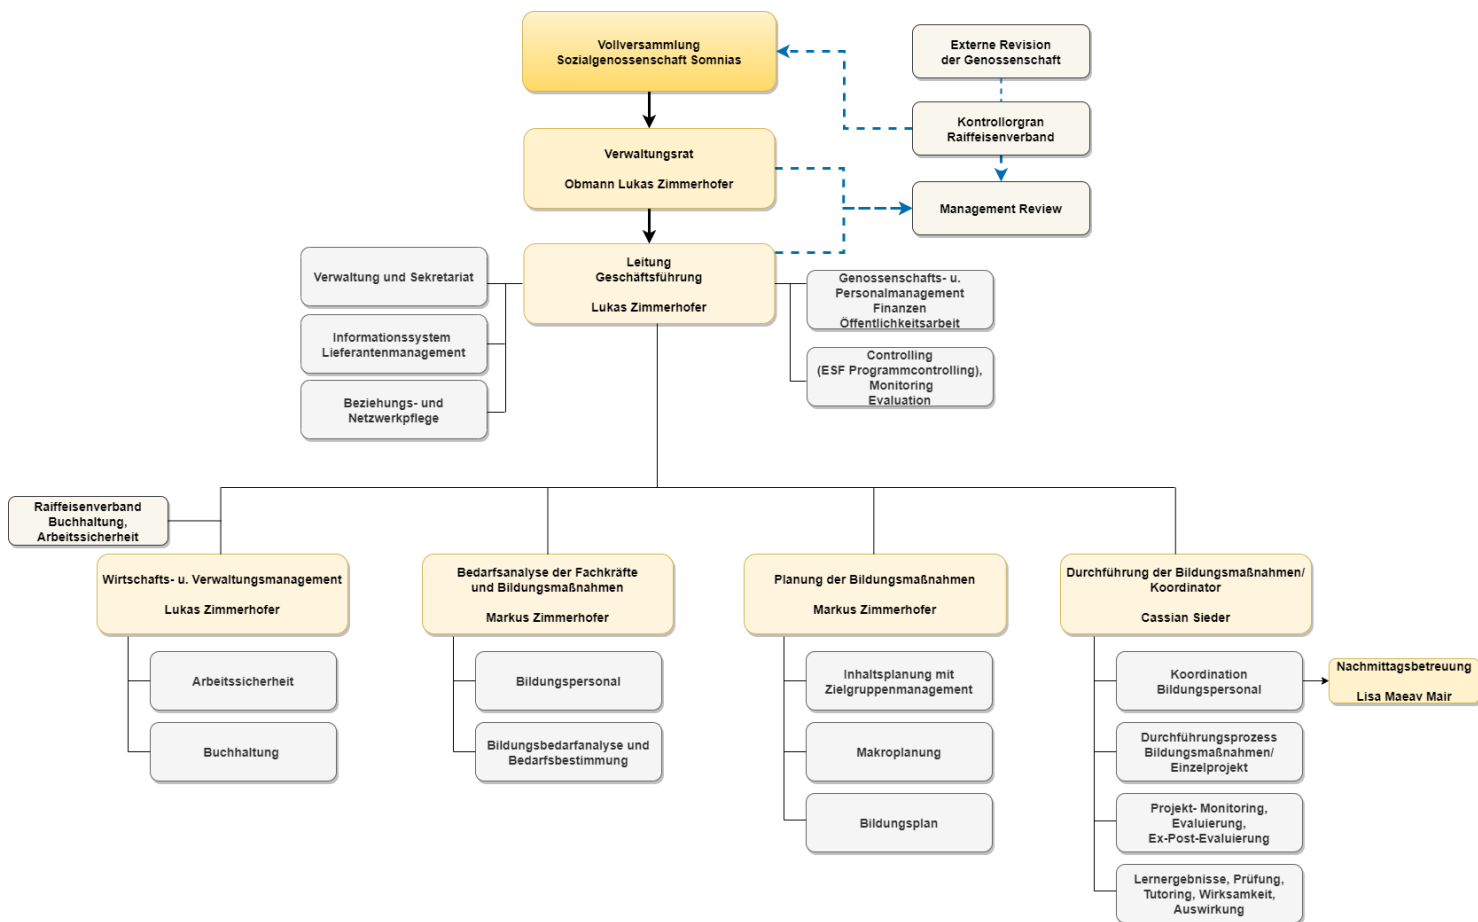 Vollversammlung
Sozialgenossenschaft Somnias
Externe Revision
der Genossenschaft
Kontrollorgran
Raiffeisenverband
Verwaltungsrat
Obmann Lukas Zimmerhofer
Management Review
Leitung
Geschäftsführung
Lukas Zimmerhofer
Verwaltung und Sekretariat
Informationssystem
Lieferantenmanagement
Beziehungs- und
Netzwerkpflege
Genossenschafts- u.
Personalmanagement
Finanzen
Öffentlichkeitsarbeit
Controlling
(ESF Programmcontrolling),
Monitoring
Evaluation
Raiffeisenverband
Buchhaltung,
Arbeitssicherheit
Wirtschafts- u. Verwaltungsmanagement
Lukas Zimmerhofer
Arbeitssicherheit
Buchhaltung
Bedarfsanalyse der Fachkräfte
und Bildungsmaßnahmen
Markus Zimmerhofer
Bildungspersonal
Bildungsbedarfanalyse und
Bedarfsbestimmung
Planung der Bildungsmaßnahmen
Markus Zimmerhofer
Inhaltsplanung mit
Zielgruppenmanagement
Makroplanung
Bildungsplan
Durchführung der Bildungsmaßnahmen/
Koordinator
Cassian Sieder
Koordination
Bildungspersonal
Nachmittagsbetreuung
Lisa Maeav Mair
Durchführungsprozess
Bildungsmaßnahmen/
Einzelprojekt
Projekt- Monitoring,
Evaluierung,
Ex-Post-Evaluierung
Lernergebnisse, Prüfung,
Tutoring, Wirksamkeit,
Auswirkung